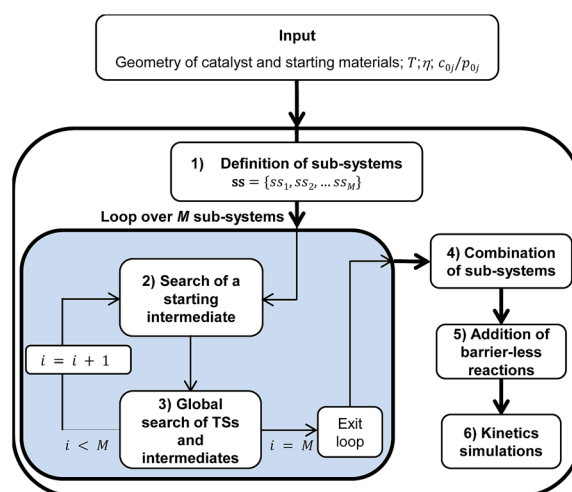 Input
Geometry of catalyst and starting materials; T; η; c₀ⱼ/p₀ⱼ
1) Definition of sub-systems
ss = {ss₁, ss₂, … ss_M}
Loop over M sub-systems
2) Search of a
starting
intermediate
i = i + 1
3) Global
search of TSs
and
intermediates
i < M
i = M
Exit
loop
4) Combination
of sub-systems
5) Addition of
barrier-less
reactions
6) Kinetics
simulations